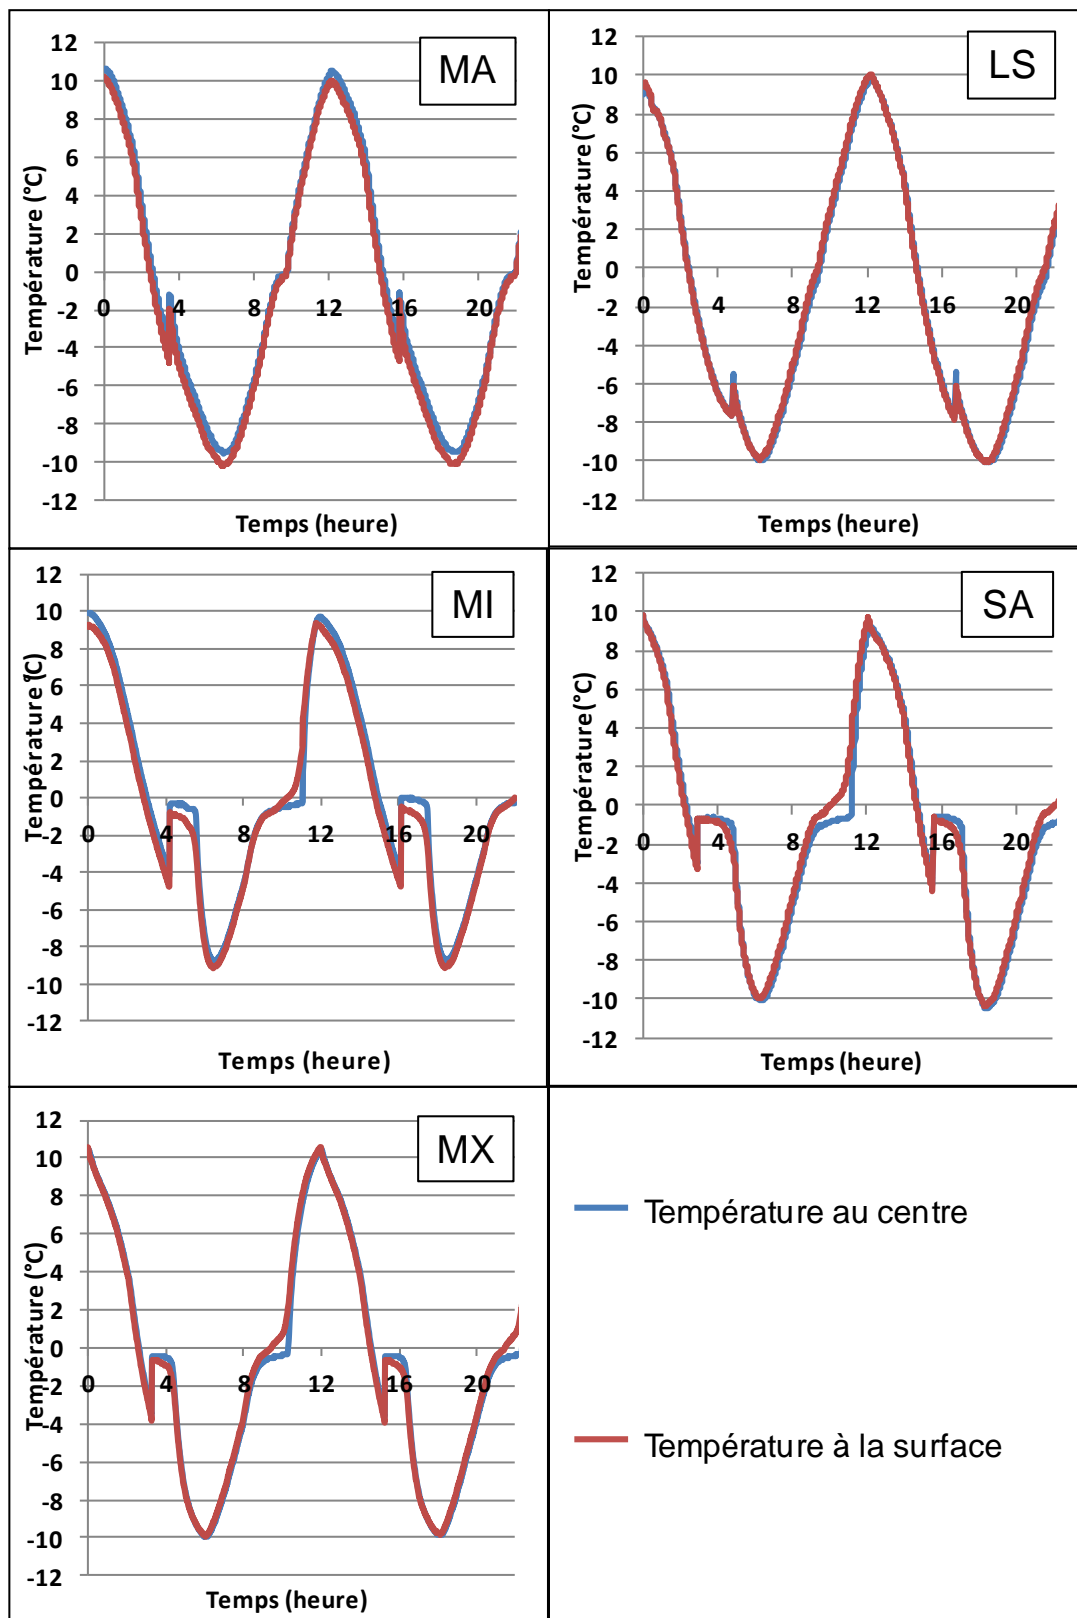 MA
12
10
8
6
4
2
0
-2
-4
-6
-8
-10
-12
0 4 8 12 16 20
Température (°C)
Temps (heure)
LS
12
10
8
6
4
2
0
-2
-4
-6
-8
-10
-12
0 4 8 12 16 20
Température (°C)
Temps (heure)
MI
12
10
8
6
4
2
0
-2
-4
-6
-8
-10
-12
0 4 8 12 16 20
Température (°C)
Temps (heure)
SA
12
10
8
6
4
2
0
-2
-4
-6
-8
-10
-12
0 4 8 12 16 20
Température (°C)
Temps (heure)
MX
12
10
8
6
4
2
0
-2
-4
-6
-8
-10
-12
0 4 8 12 16 20
Température (°C)
Temps (heure)
Température au centre
Température à la surface